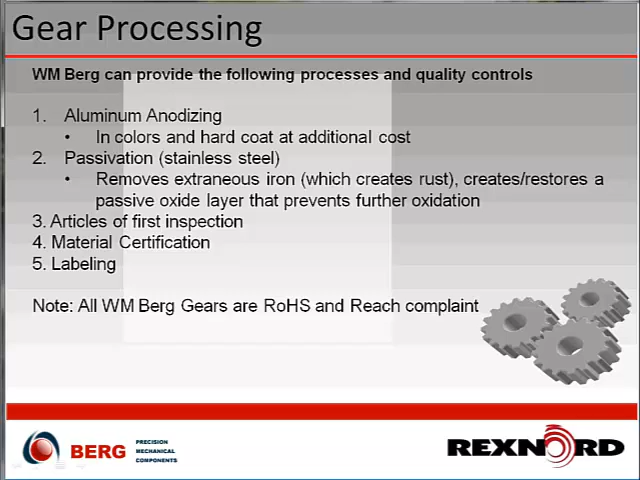 Gear Processing
WM Berg can provide the following processes and quality controls
1. Aluminum Anodizing
• In colors and hard coat at additional cost
2. Passivation (stainless steel)
• Removes extraneous iron (which creates rust), creates/restores a
passive oxide layer that prevents further oxidation
3. Articles of first inspection
4. Material Certification
5. Labeling
Note: All WM Berg Gears are RoHS and Reach complaint
BERG
PRECISION
MECHANICAL
COMPONENTS
REXNORD